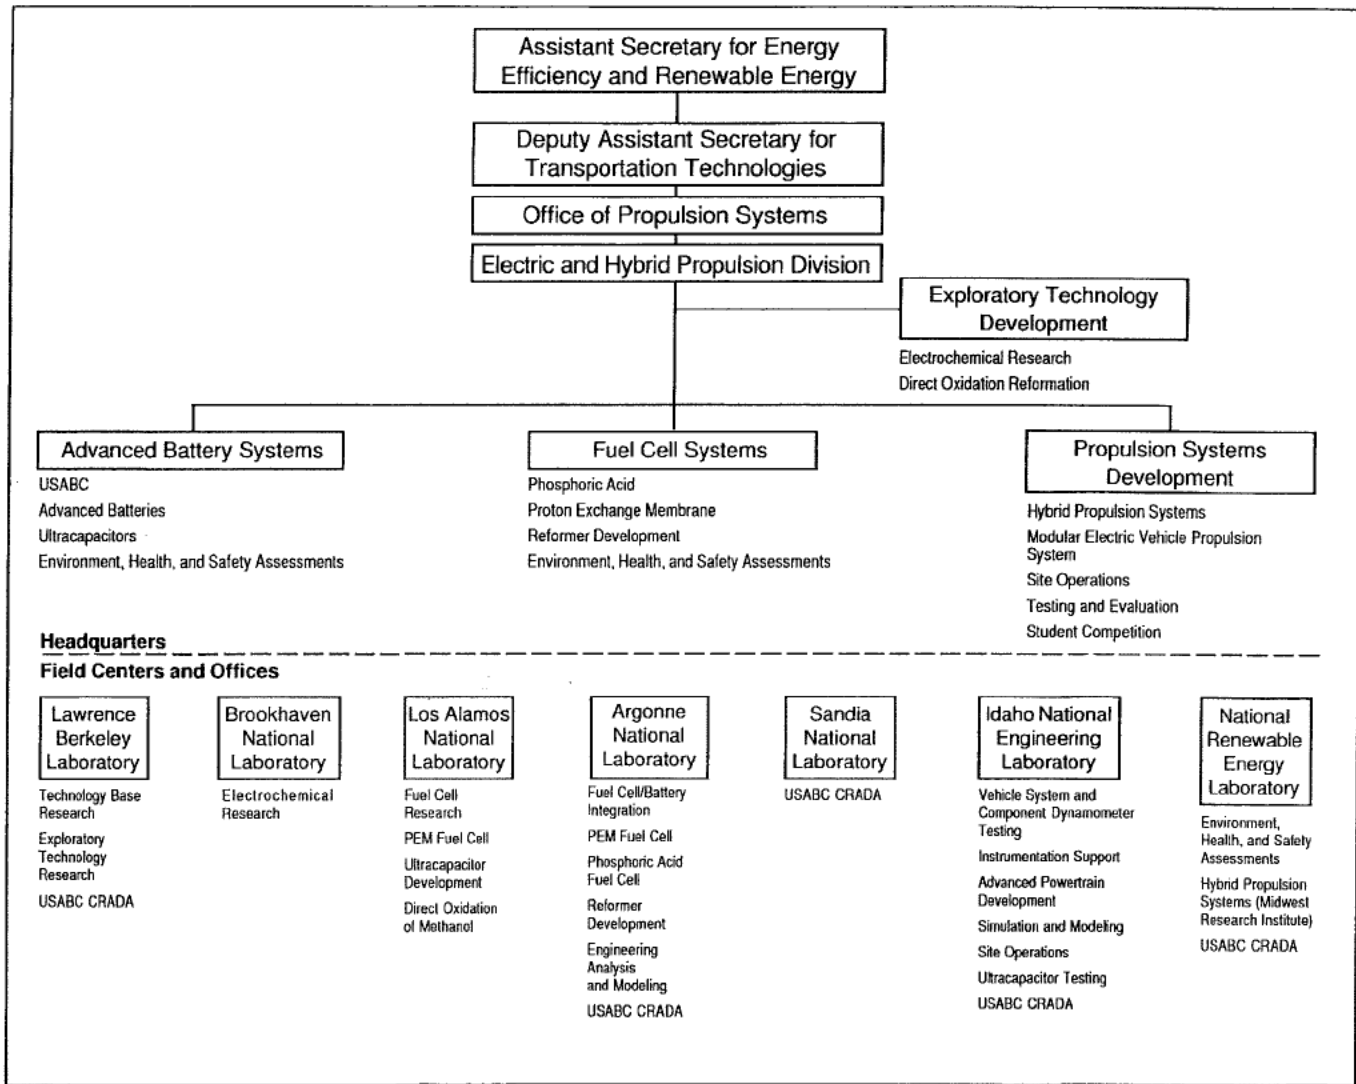 Assistant Secretary for Energy
Efficiency and Renewable Energy
Deputy Assistant Secretary for
Transportation Technologies
Office of Propulsion Systems
Electric and Hybrid Propulsion Division
Exploratory Technology
Development
Electrochemical Research
Direct Oxidation Reformation
Advanced Battery Systems
USABC
Advanced Batteries
Ultracapacitors
Environment, Health, and Safety Assessments
Fuel Cell Systems
Phosphoric Acid
Proton Exchange Membrane
Reformer Development
Environment, Health, and Safety Assessments
Propulsion Systems
Development
Hybrid Propulsion Systems
Modular Electric Vehicle Propulsion
System
Site Operations
Testing and Evaluation
Student Competition
Headquarters
Field Centers and Offices
Lawrence
Berkeley
Laboratory
Technology Base
Research
Exploratory
Technology
Research
USABC CRADA
Brookhaven
National
Laboratory
Electrochemical
Research
Los Alamos
National
Laboratory
Fuel Cell
Research
PEM Fuel Cell
Ultracapacitor
Development
Direct Oxidation
of Methanol
Argonne
National
Laboratory
Fuel Cell/Battery
Integration
PEM Fuel Cell
Phosphoric Acid
Fuel Cell
Reformer
Development
Engineering
Analysis
and Modeling
USABC CRADA
Sandia
National
Laboratory
USABC CRADA
Idaho National
Engineering
Laboratory
Vehicle System and
Component Dynamometer
Testing
Instrumentation Support
Advanced Powertrain
Development
Simulation and Modeling
Site Operations
Ultracapacitor Testing
USABC CRADA
National
Renewable
Energy
Laboratory
Environment,
Health, and Safety
Assessments
Hybrid Propulsion
Systems (Midwest
Research Institute)
USABC CRADA